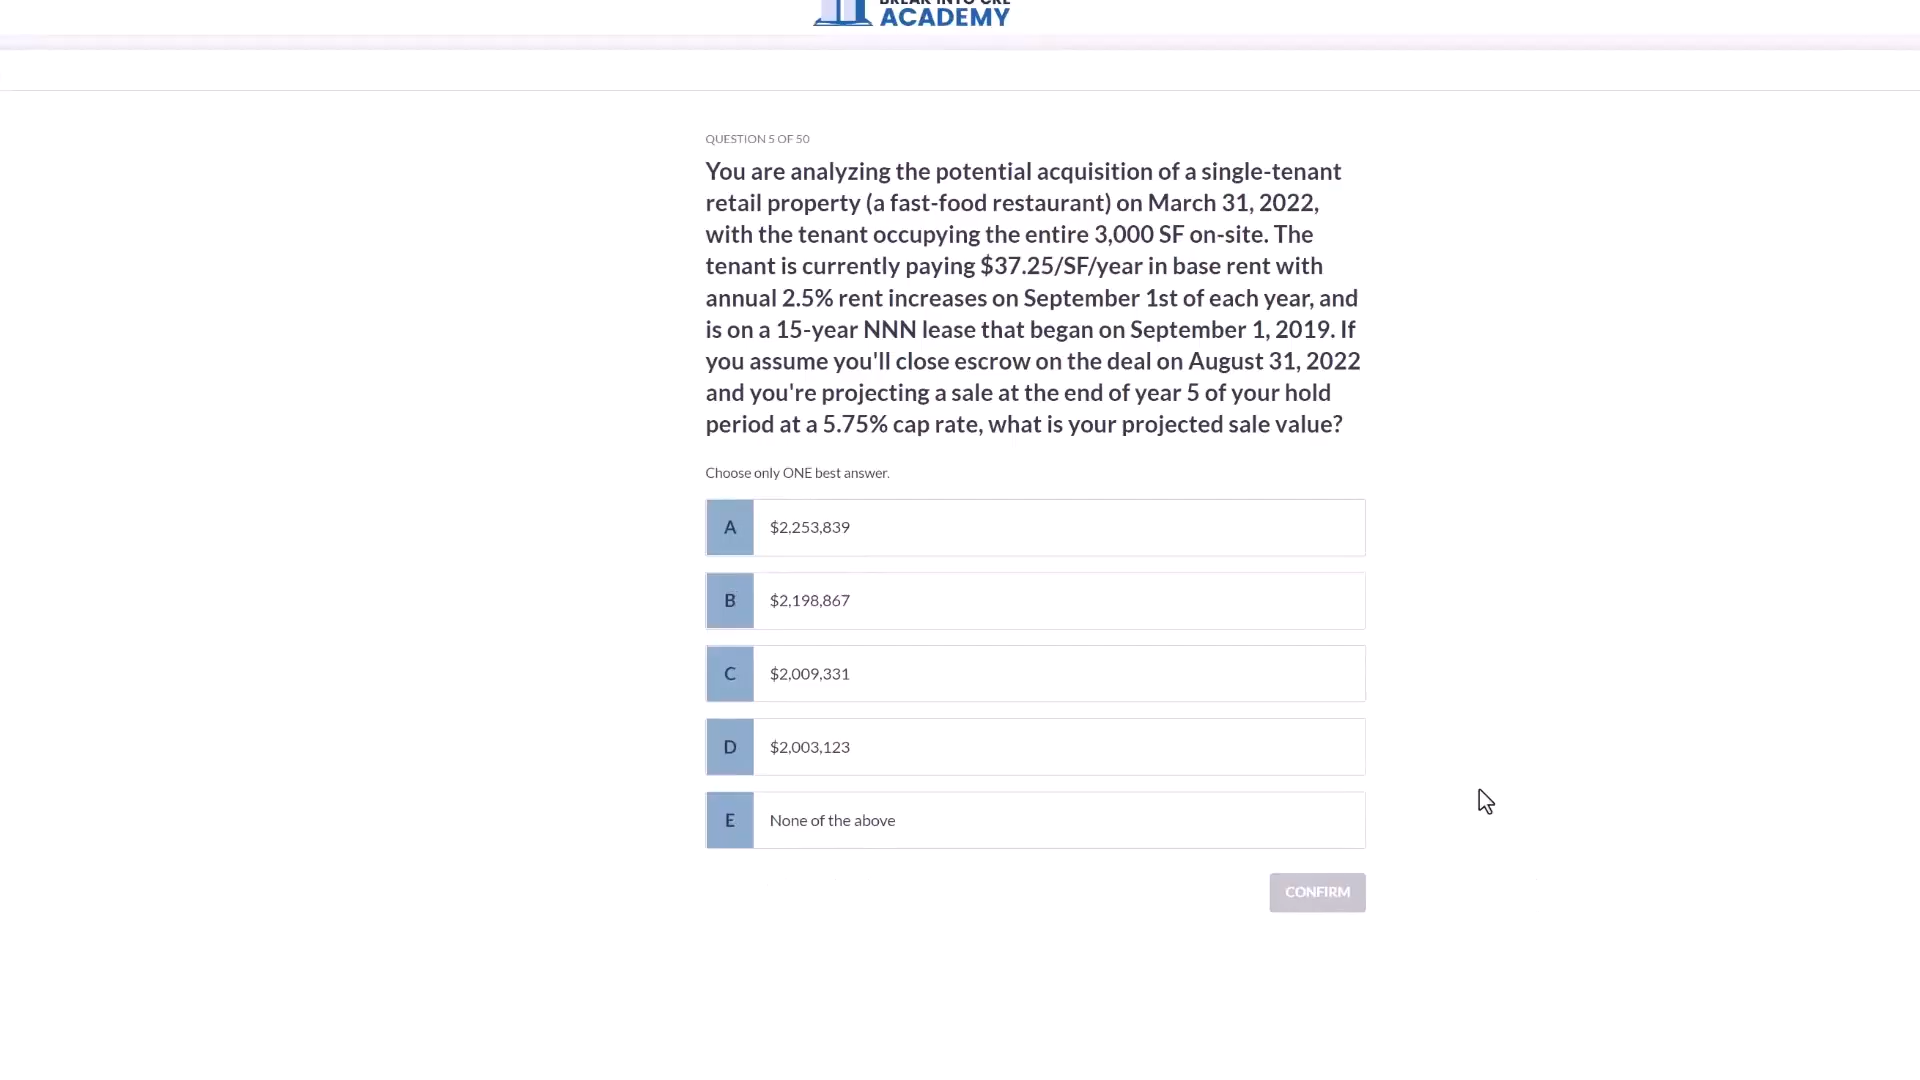 BREAK INTO CRE
ACADEMY
QUESTION 5 OF 50
You are analyzing the potential acquisition of a single-tenant
retail property (a fast-food restaurant) on March 31, 2022,
with the tenant occupying the entire 3,000 SF on-site. The
tenant is currently paying $37.25/SF/year in base rent with
annual 2.5% rent increases on September 1st of each year, and
is on a 15-year NNN lease that began on September 1, 2019. If
you assume you'll close escrow on the deal on August 31, 2022
and you're projecting a sale at the end of year 5 of your hold
period at a 5.75% cap rate, what is your projected sale value?
Choose only ONE best answer.
A $2,253,839
B $2,198,867
C $2,009,331
D $2,003,123
E None of the above
CONFIRM